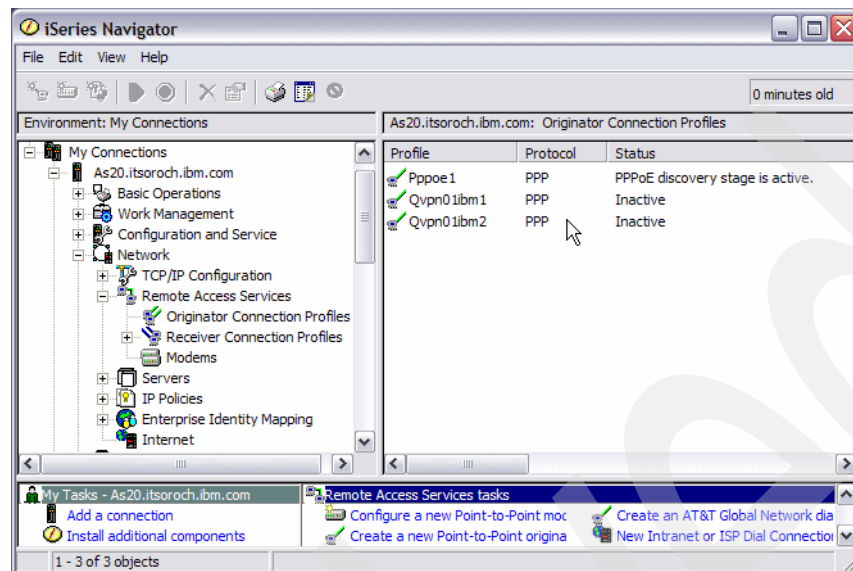 iSeries Navigator
File Edit View Help
0 minutes old
Environment: My Connections
As20.itsoroch.ibm.com: Originator Connection Profiles
My Connections
As20.itsoroch.ibm.com
Basic Operations
Work Management
Configuration and Service
Network
TCP/IP Configuration
Remote Access Services
Originator Connection Profiles
Receiver Connection Profiles
Modems
Servers
IP Policies
Enterprise Identity Mapping
Internet
Profile Protocol Status
Pppoe1 PPP PPPoE discovery stage is active.
Qvpn01ibm1 PPP Inactive
Qvpn01ibm2 PPP Inactive
My Tasks - As20.itsoroch.ibm.com
Add a connection
Install additional components
Remote Access Services tasks
Configure a new Point-to-Point mod
Create an AT&T Global Network dia
Create a new Point-to-Point origina
New Intranet or ISP Dial Connection
1 - 3 of 3 objects